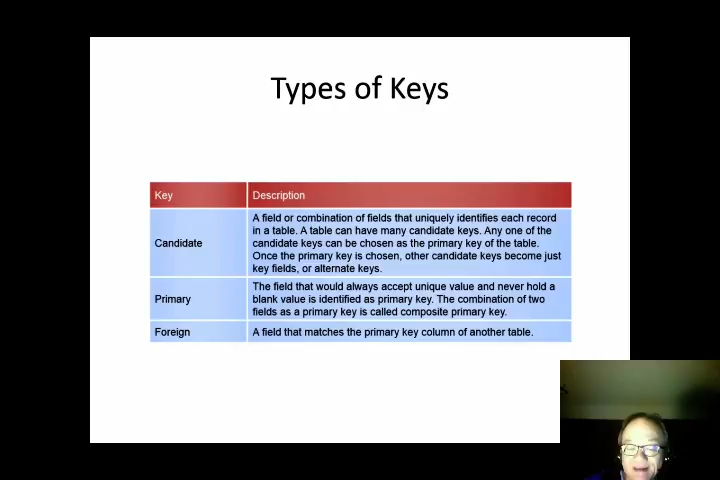 Types of Keys
Key
Description
Candidate
A field or combination of fields that uniquely identifies each record
in a table. A table can have many candidate keys. Any one of the
candidate keys can be chosen as the primary key of the table.
Once the primary key is chosen, other candidate keys become just
key fields, or alternate keys.
Primary
The field that would always accept unique value and never hold a
blank value is identified as primary key. The combination of two
fields as a primary key is called composite primary key.
Foreign
A field that matches the primary key column of another table.